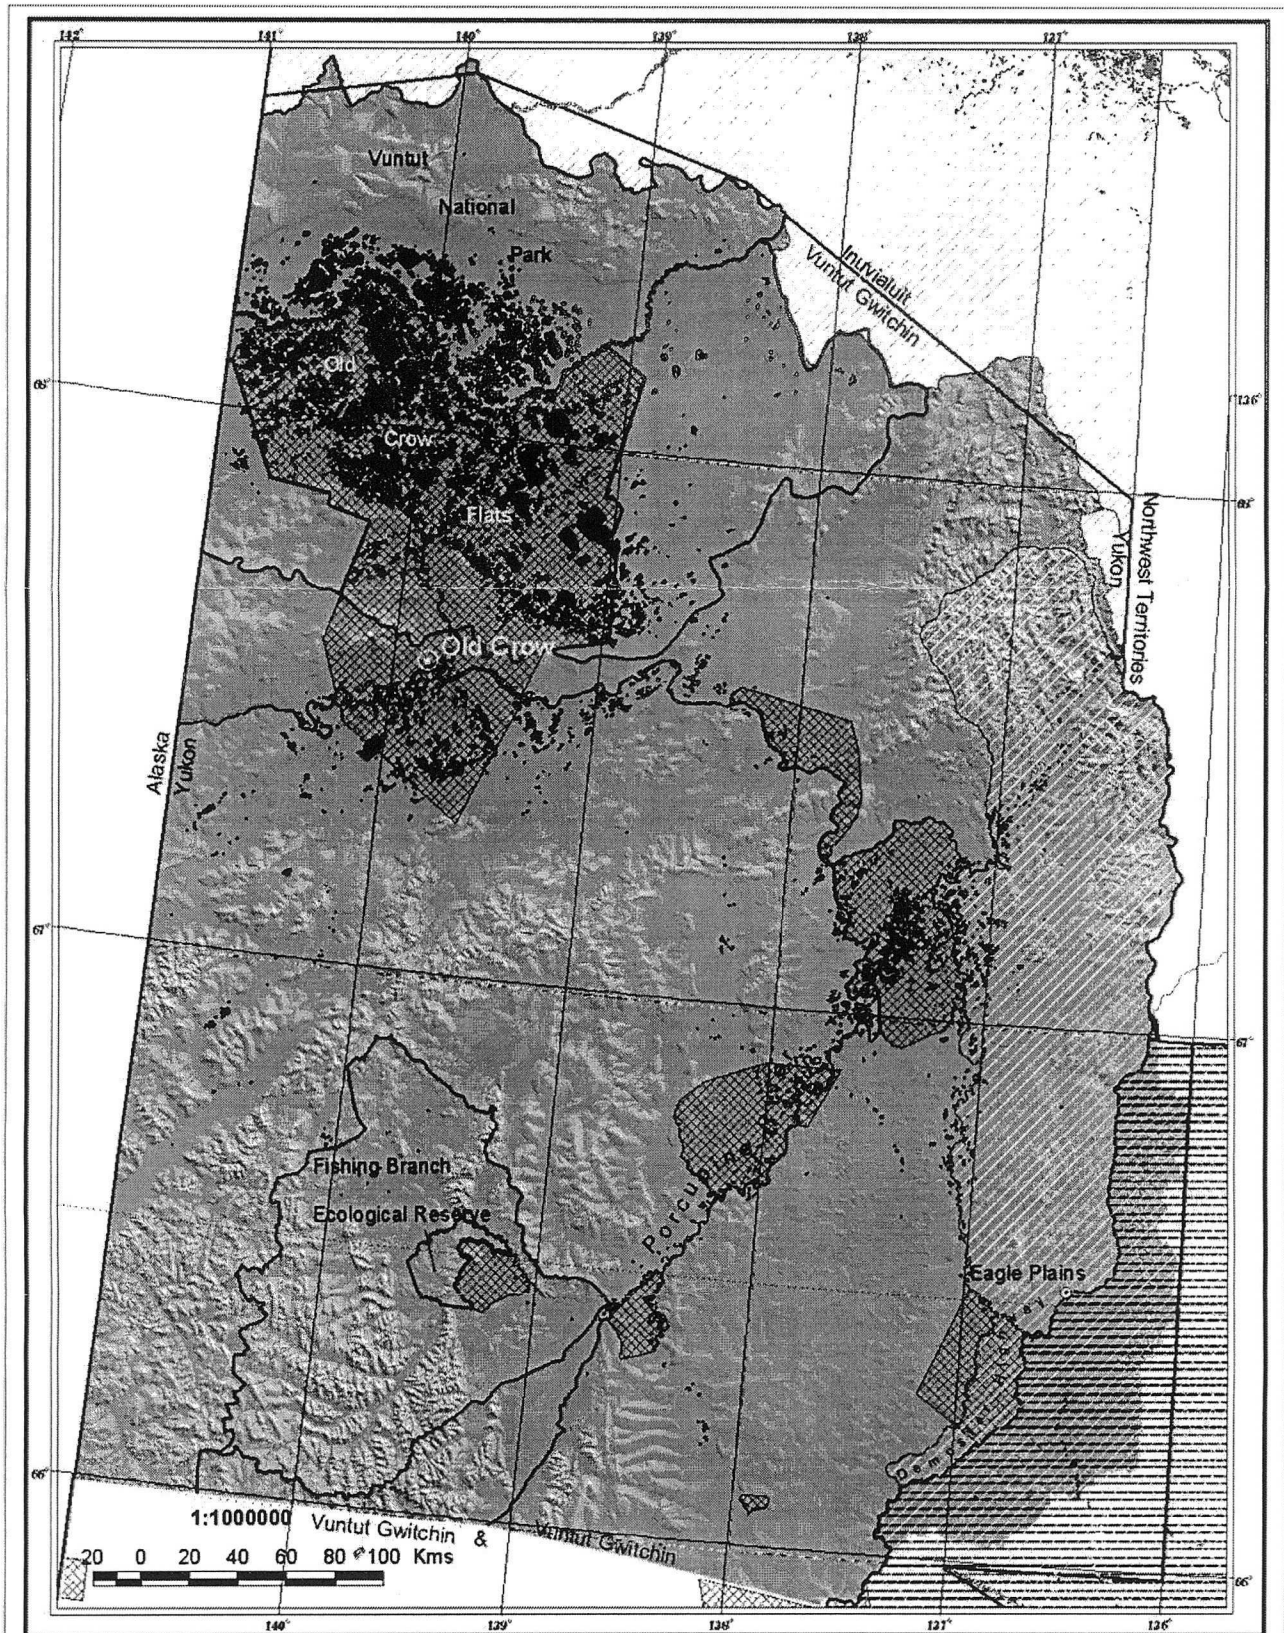 142° 141° 140° 139° 138° 137°
Vuntut
National
Park
Inuvialuit
Vuntut Gwitchin
Old
68°
Crow
136°
Flats
68°
Northwest Territories
Yukon
Old Crow
Alaska
Yukon
67°
67°
Fishing Branch
Ecological Reserve
Porcupine
Eagle Plains
66°
1:1000000
Vuntut Gwitchin &
Vuntut Gwitchin
20 0 20 40 60 80 100 Kms
66°
140° 139° 138° 137° 136°